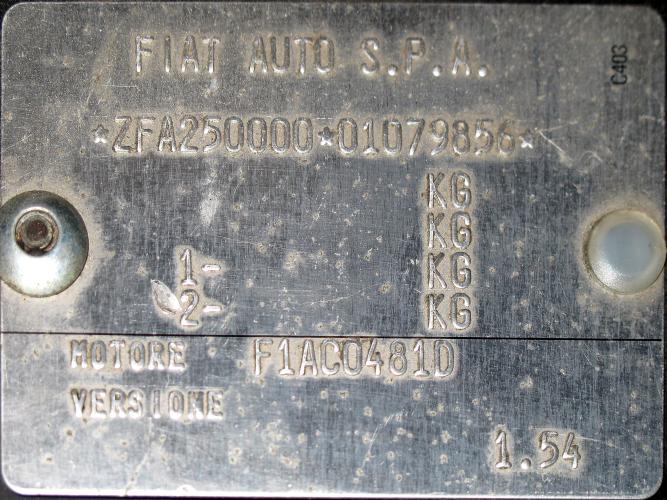 FIAT AUTO S.P.A.
C403
*ZFA250000*01079856*
KG
KG
1- KG
2- KG
MOTORE F1AC0481D
VERSIONE
1.54